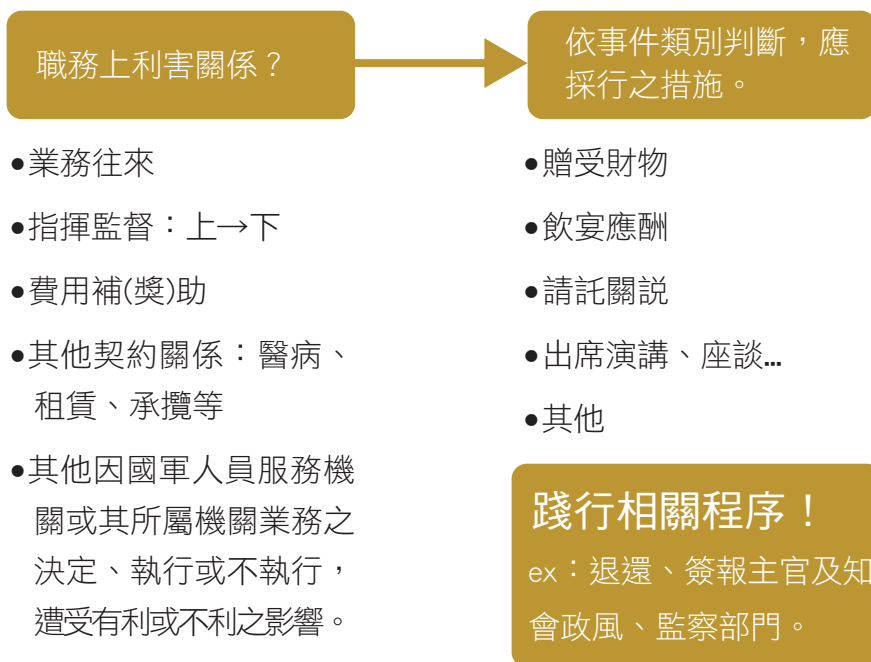 職務上利害關係？
●業務往來
●指揮監督：上→下
●費用補(獎)助
●其他契約關係：醫病、
租賃、承攬等
●其他因國軍人員服務機
關或其所屬機關業務之
決定、執行或不執行，
遭受有利或不利之影響。
依事件類別判斷，應
採行之措施。
●贈受財物
●飲宴應酬
●請託關說
●出席演講、座談...
●其他
踐行相關程序！
ex：退還、簽報主官及知
會政風、監察部門。